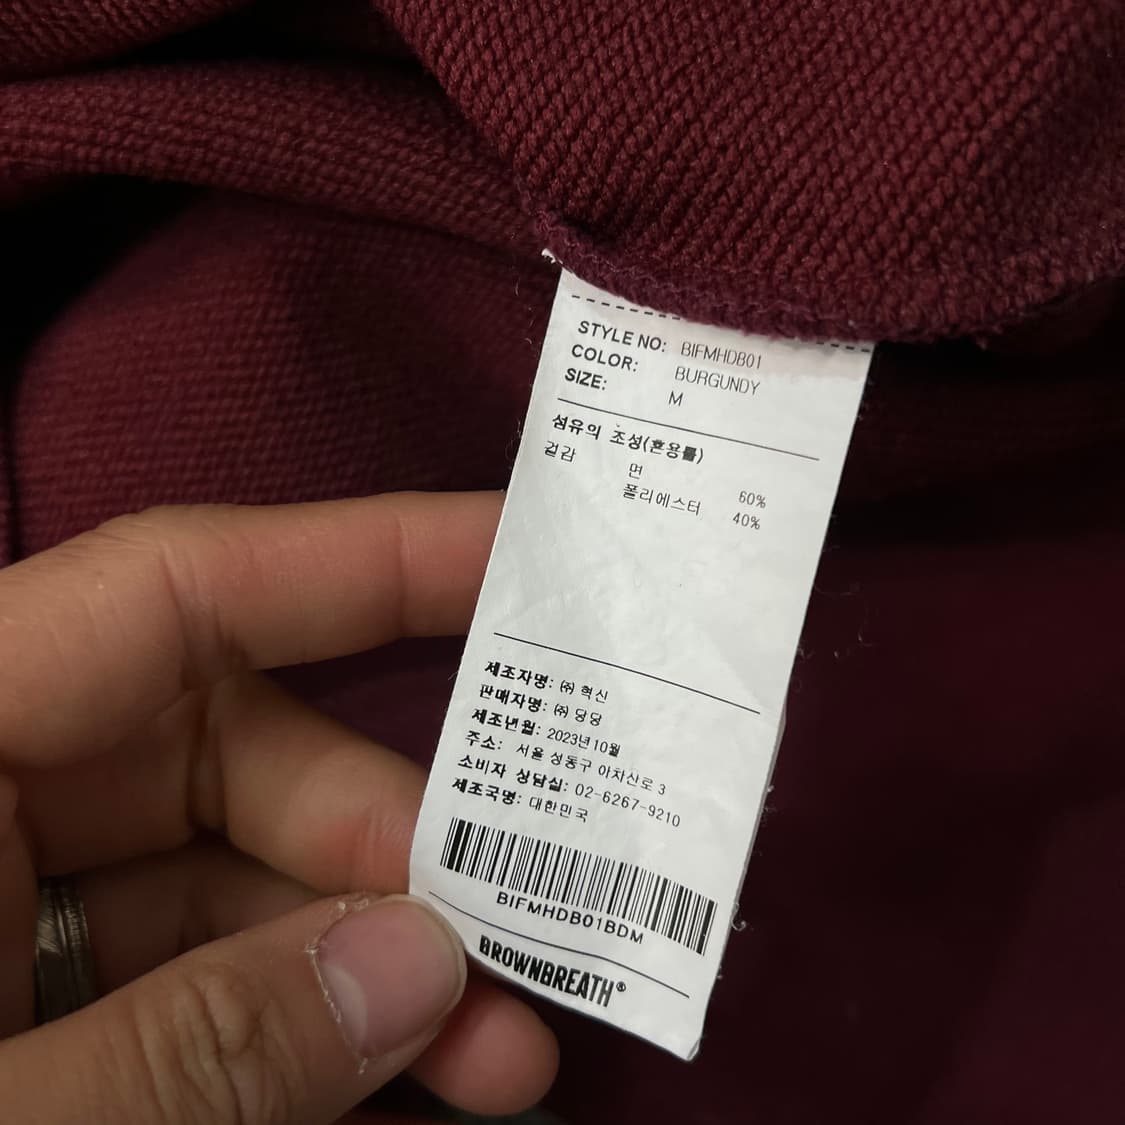 STYLE NO: BIFMHDB01
COLOR: BURGUNDY
SIZE: M
섬유의 조성(혼용률)
겉감 면 60%
폴리에스터 40%
제조자명: ㈜ 혁신
판매자명: ㈜ 당당
제조년월: 2023년 10월
주소: 서울 성동구 아차산로 3
소비자 상담실: 02-6267-9210
제조국명: 대한민국
BIFMHDB01BDM
BROWNBREATH®